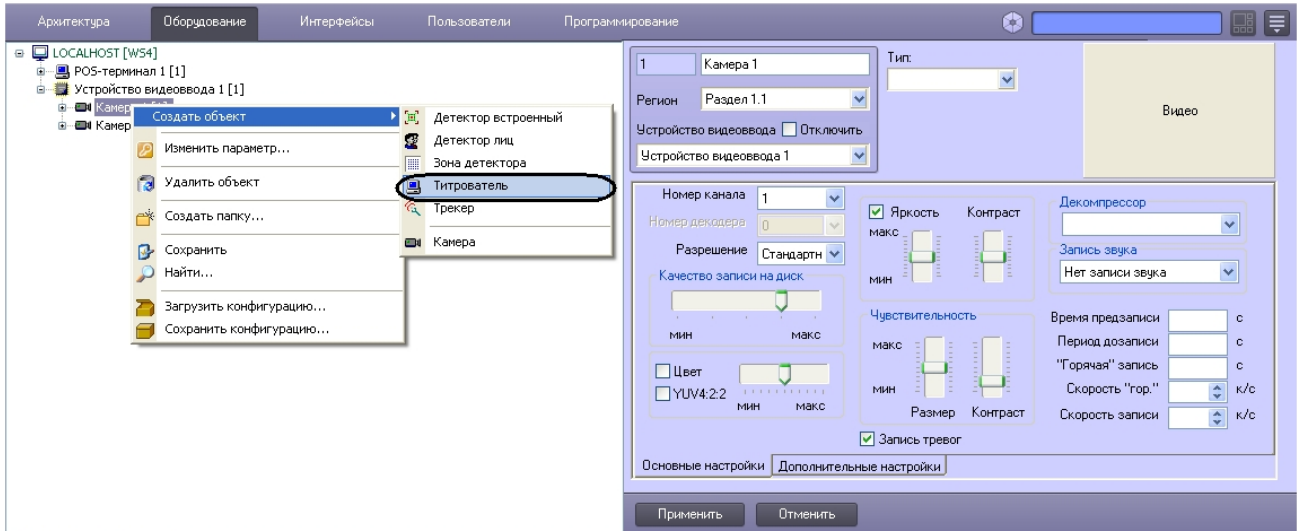 Архитектура Оборудование Интерфейсы Пользователи Программирование
LOCALHOST [WS4]
POS-терминал 1 [1]
Устройство видеоввода 1 [1]
Камер
Камер
Создать объект
Изменить параметр...
Удалить объект
Создать папку...
Сохранить
Найти...
Загрузить конфигурацию...
Сохранить конфигурацию...
Детектор встроенный
Детектор лиц
Зона детектора
Титрователь
Трекер
Камера
1 Камера 1
Регион Раздел 1.1
Устройство видеоввода Отключить
Устройство видеоввода 1
Тип:
Видео
Номер канала 1
Номер декодера 0
Разрешение Стандартн
Качество записи на диск
мин макс
Цвет
YUV4:2:2
мин макс
Яркость Контраст
макс
мин
Чувствительность
макс
мин
Размер Контраст
Запись тревог
Декомпрессор
Запись звука
Нет записи звука
Время предзаписи с
Период дозаписи с
"Горячая" запись с
Скорость "гор." к/с
Скорость записи к/с
Основные настройки Дополнительные настройки
Применить Отменить